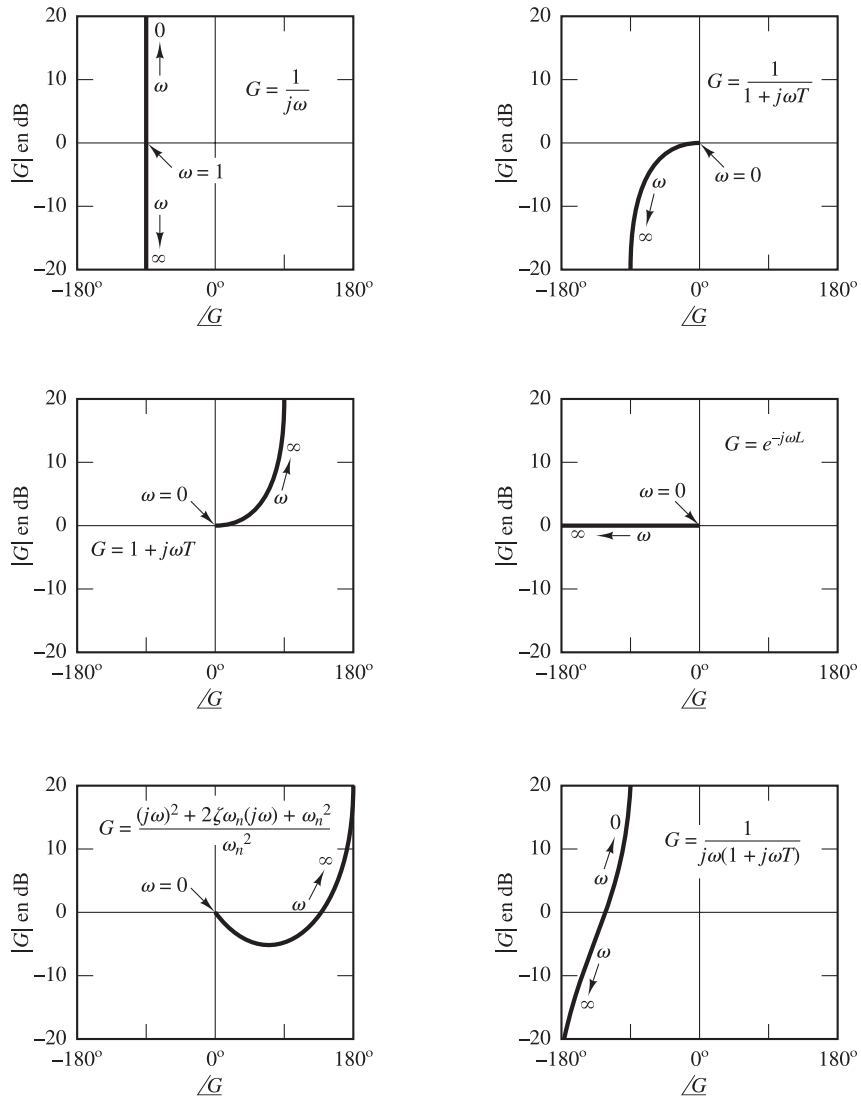 20
0
10
ω
G = 1/jω
|G| en dB
0
ω = 1
−10
ω
∞
−20
−180° 0° 180°
/G
20
10
G = 1/(1 + jωT)
|G| en dB
0
ω = 0
ω
−10
∞
−20
−180° 0° 180°
/G
20
∞
10
ω
ω = 0
|G| en dB
0
G = 1 + jωT
−10
−20
−180° 0° 180°
/G
20
G = e^{−jωL}
10
ω = 0
|G| en dB
0
∞ ω
−10
−20
−180° 0° 180°
/G
20
G = ((jω)² + 2ζωₙ(jω) + ωₙ²)/ωₙ²
10
∞
ω = 0
ω
|G| en dB
0
−10
−20
−180° 0° 180°
/G
20
0
G = 1/(jω(1 + jωT))
10
ω
|G| en dB
0
ω
−10
∞
−20
−180° 0° 180°
/G